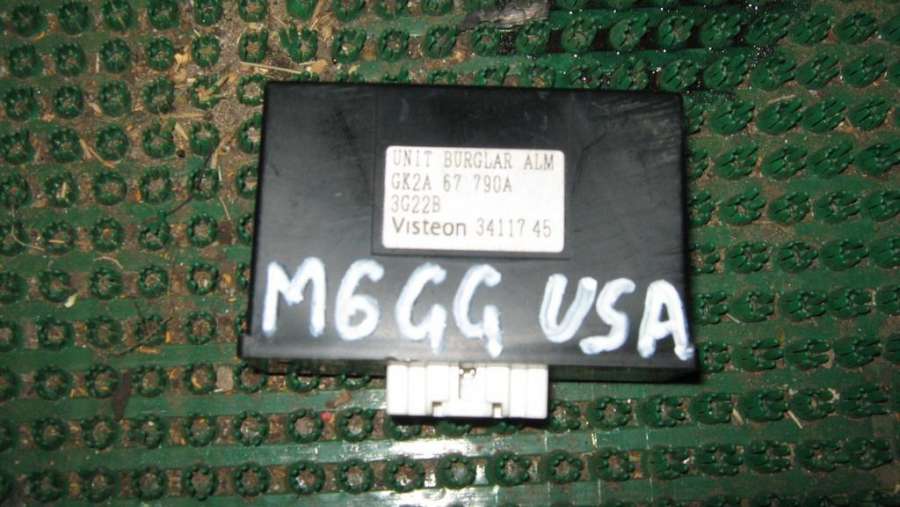 UNIT BURGLAR ALM
GK2A 67 790A
3G22B
Visteon 34117 45
M6GG USA